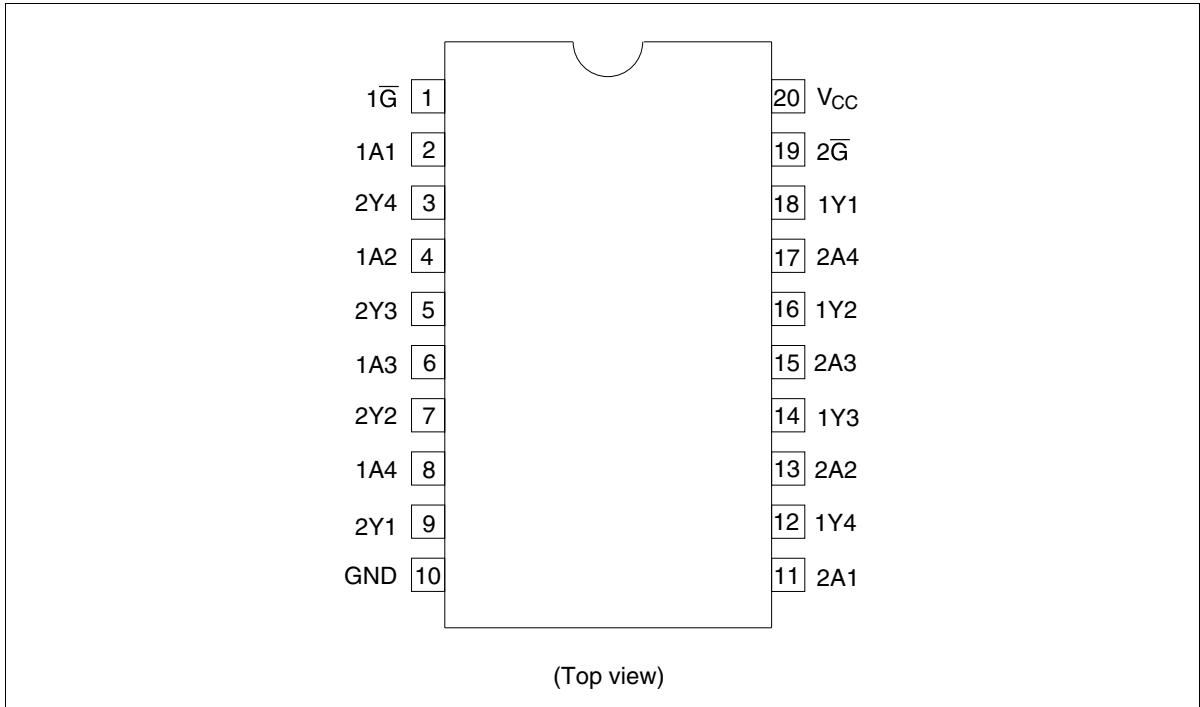 1G̅ 1 20 VCC
1A1 2 19 2G̅
2Y4 3 18 1Y1
1A2 4 17 2A4
2Y3 5 16 1Y2
1A3 6 15 2A3
2Y2 7 14 1Y3
1A4 8 13 2A2
2Y1 9 12 1Y4
GND 10 11 2A1
(Top view)